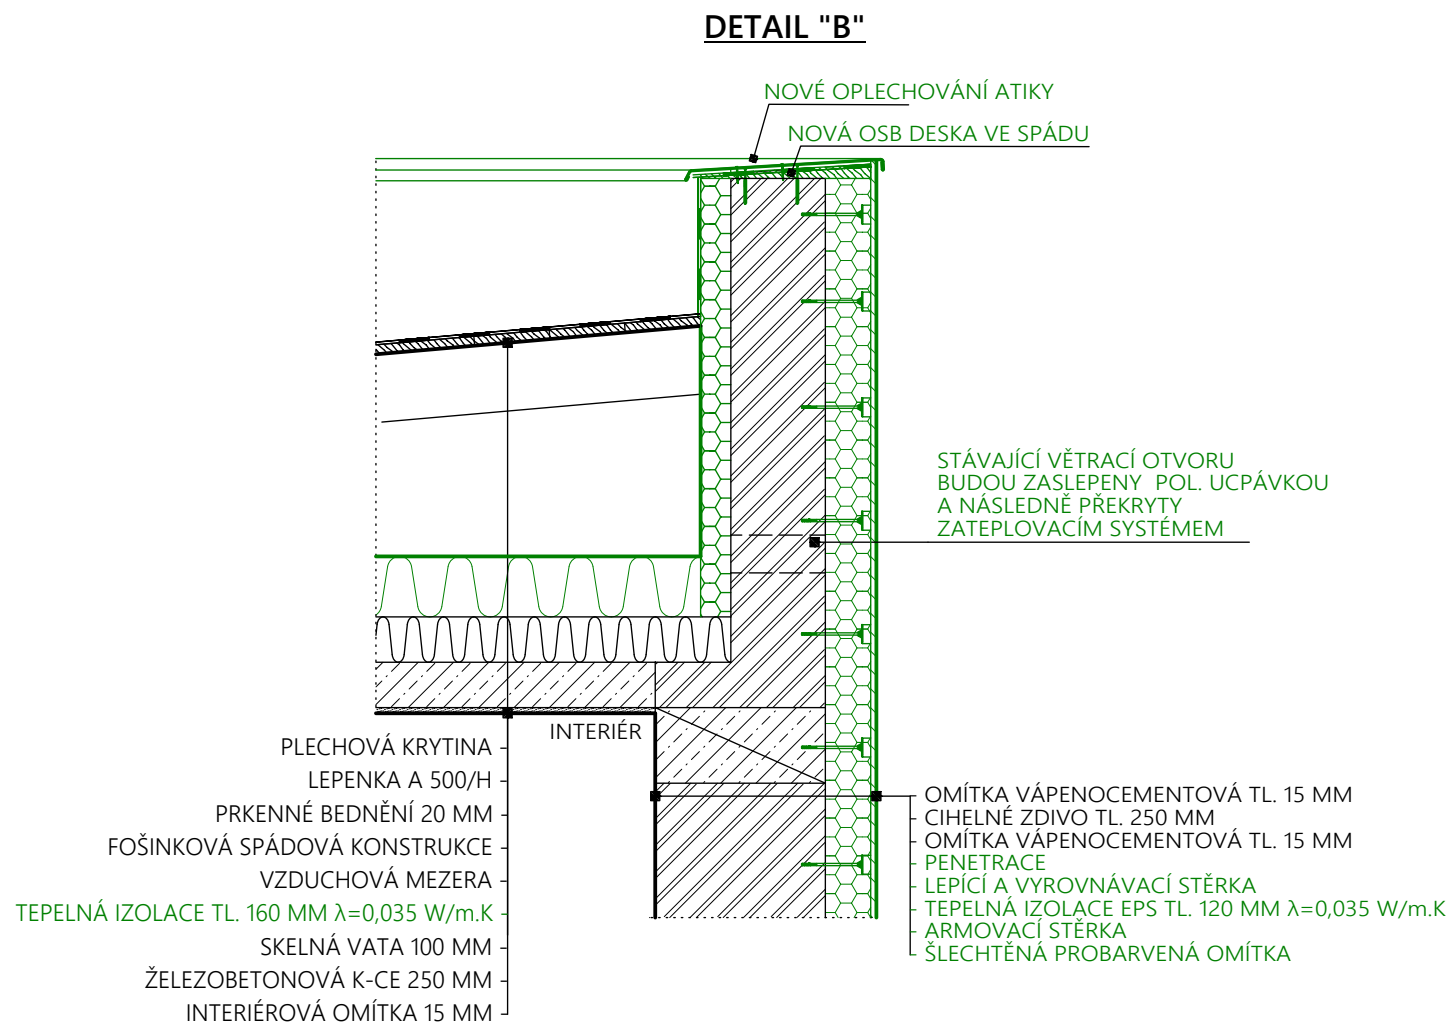 DETAIL "B"
NOVÉ OPLECHOVÁNÍ ATIKY
NOVÁ OSB DESKA VE SPÁDU
STÁVAJÍCÍ VĚTRACÍ OTVORU
BUDOU ZASLEPENY POL. UCPÁVKOU
A NÁSLEDNĚ PŘEKRYTY
ZATEPLOVACÍM SYSTÉMEM
INTERIÉR
PLECHOVÁ KRYTINA
LEPENKA A 500/H
PRKENNÉ BEDNĚNÍ 20 MM
FOŠINKOVÁ SPÁDOVÁ KONSTRUKCE
VZDUCHOVÁ MEZERA
TEPELNÁ IZOLACE TL. 160 MM λ=0,035 W/m.K
SKELNÁ VATA 100 MM
ŽELEZOBETONOVÁ K-CE 250 MM
INTERIÉROVÁ OMÍTKA 15 MM
OMÍTKA VÁPENOCEMENTOVÁ TL. 15 MM
CIHELNÉ ZDIVO TL. 250 MM
OMÍTKA VÁPENOCEMENTOVÁ TL. 15 MM
PENETRACE
LEPÍCÍ A VYROVNÁVACÍ STĚRKA
TEPELNÁ IZOLACE EPS TL. 120 MM λ=0,035 W/m.K
ARMOVACÍ STĚRKA
ŠLECHTĚNÁ PROBARVENÁ OMÍTKA